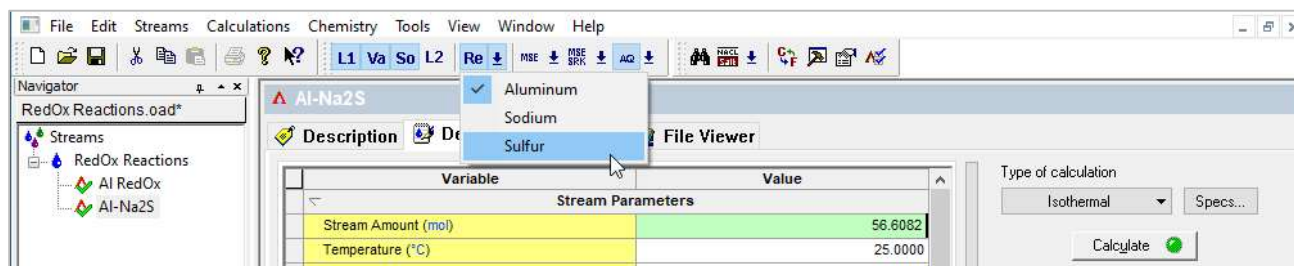 File Edit Streams Calculations Chemistry Tools View Window Help
L1 Va So L2 Re MSE MSE SRK AQ NACL Salt C F
Navigator
RedOx Reactions.oad*
Streams
RedOx Reactions
Al RedOx
Al-Na2S
Al-Na2S
Aluminum
Sodium
Sulfur
Description De File Viewer
Variable Value
Stream Parameters
Stream Amount (mol) 56.6082
Temperature (°C) 25.0000
Type of calculation
Isothermal Specs...
Calculate